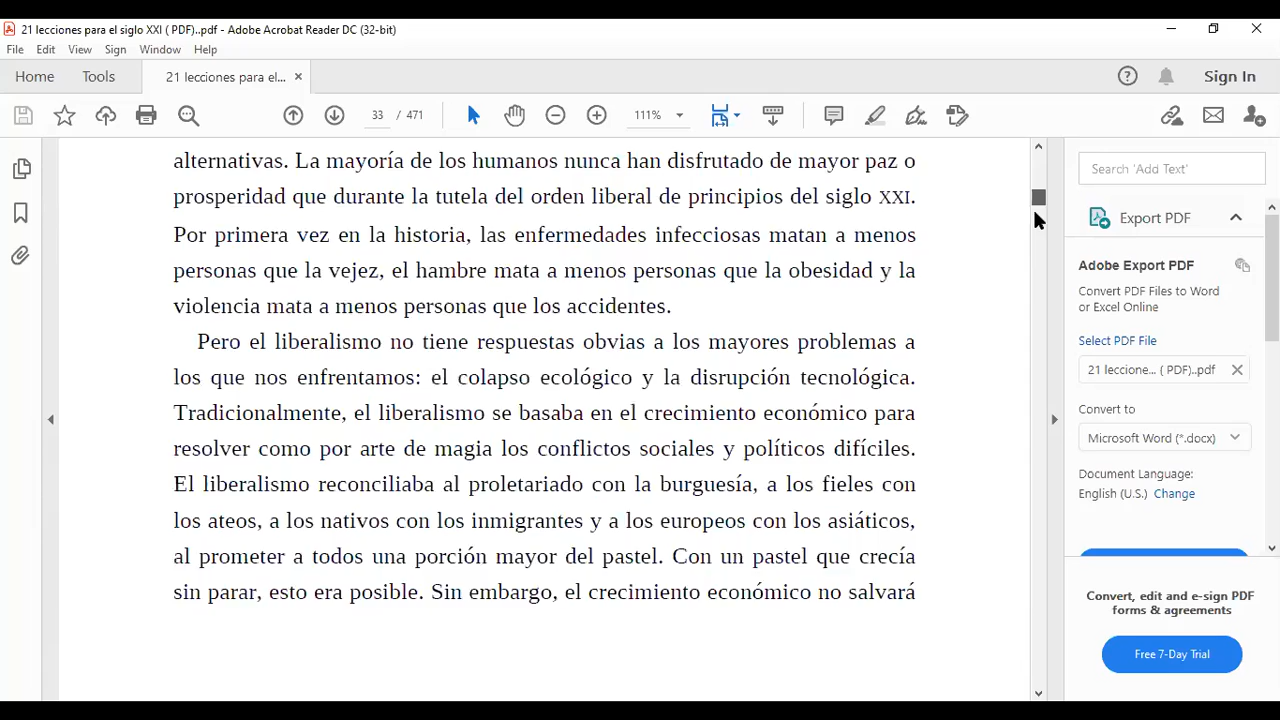 21 lecciones para el siglo XXI ( PDF)..pdf - Adobe Acrobat Reader DC (32-bit)
File Edit View Sign Window Help
Home Tools 21 lecciones para el... × Sign In
33 / 471 111%
alternativas. La mayoría de los humanos nunca han disfrutado de mayor paz o
prosperidad que durante la tutela del orden liberal de principios del siglo XXI.
Por primera vez en la historia, las enfermedades infecciosas matan a menos
personas que la vejez, el hambre mata a menos personas que la obesidad y la
violencia mata a menos personas que los accidentes.
Pero el liberalismo no tiene respuestas obvias a los mayores problemas a
los que nos enfrentamos: el colapso ecológico y la disrupción tecnológica.
Tradicionalmente, el liberalismo se basaba en el crecimiento económico para
resolver como por arte de magia los conflictos sociales y políticos difíciles.
El liberalismo reconciliaba al proletariado con la burguesía, a los fieles con
los ateos, a los nativos con los inmigrantes y a los europeos con los asiáticos,
al prometer a todos una porción mayor del pastel. Con un pastel que crecía
sin parar, esto era posible. Sin embargo, el crecimiento económico no salvará
Search 'Add Text'
Export PDF
Adobe Export PDF
Convert PDF Files to Word
or Excel Online
Select PDF File
21 leccione... ( PDF)..pdf ×
Convert to
Microsoft Word (*.docx)
Document Language:
English (U.S.) Change
Convert, edit and e-sign PDF
forms & agreements
Free 7-Day Trial